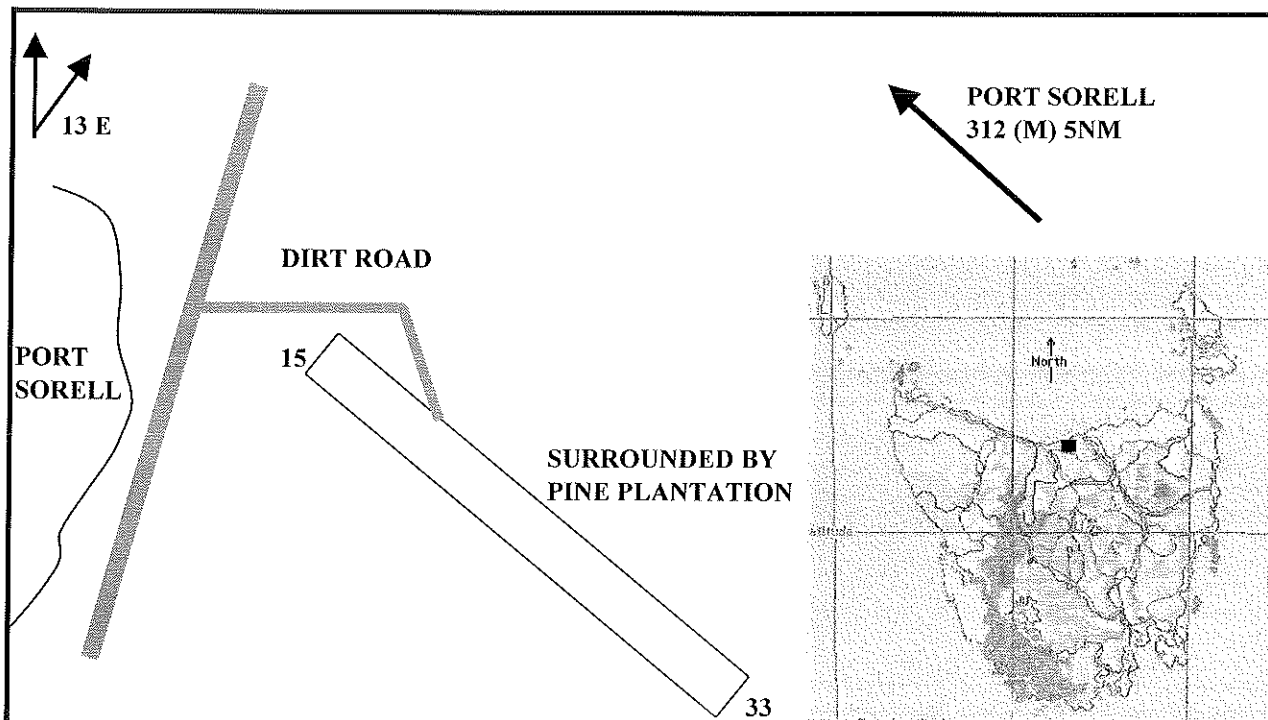 13 E
PORT SORELL
312 (M) 5NM
DIRT ROAD
PORT
SORELL
15
North
SURROUNDED BY
PINE PLANTATION
33